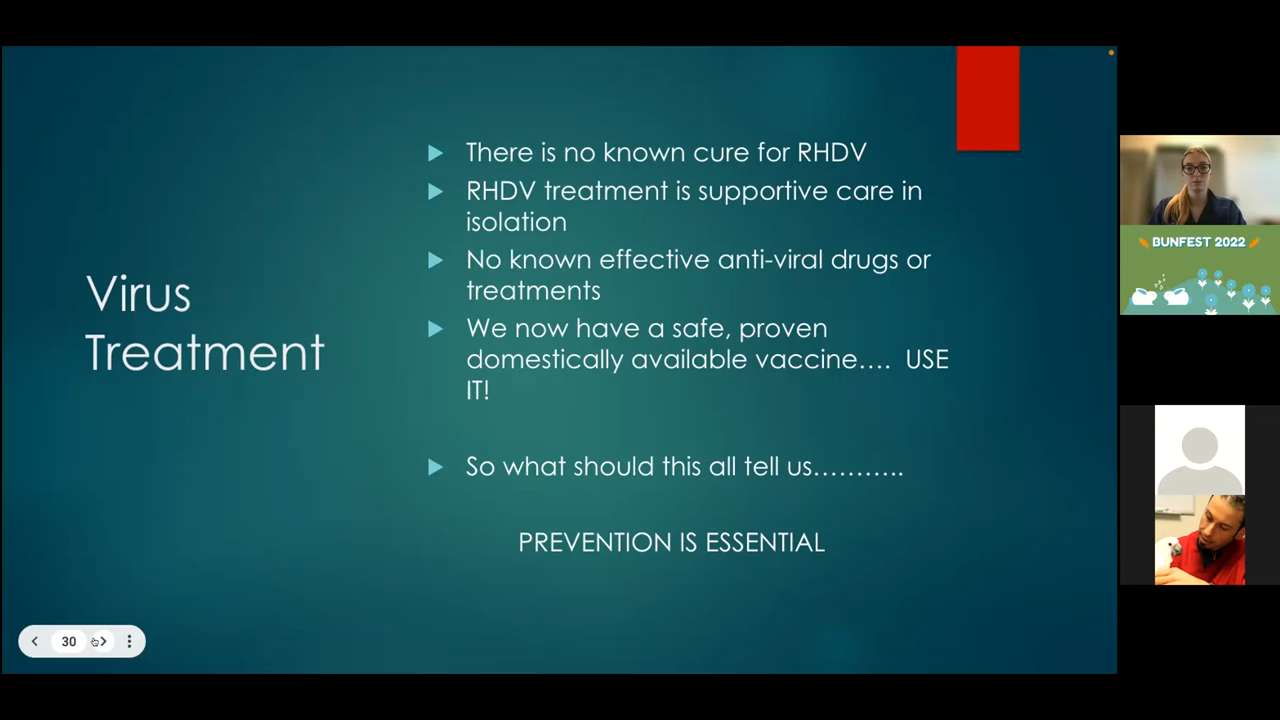 Virus
Treatment
There is no known cure for RHDV
RHDV treatment is supportive care in
isolation
No known effective anti-viral drugs or
treatments
We now have a safe, proven
domestically available vaccine.... USE
IT!
So what should this all tell us...........
PREVENTION IS ESSENTIAL
30
BUNFEST 2022